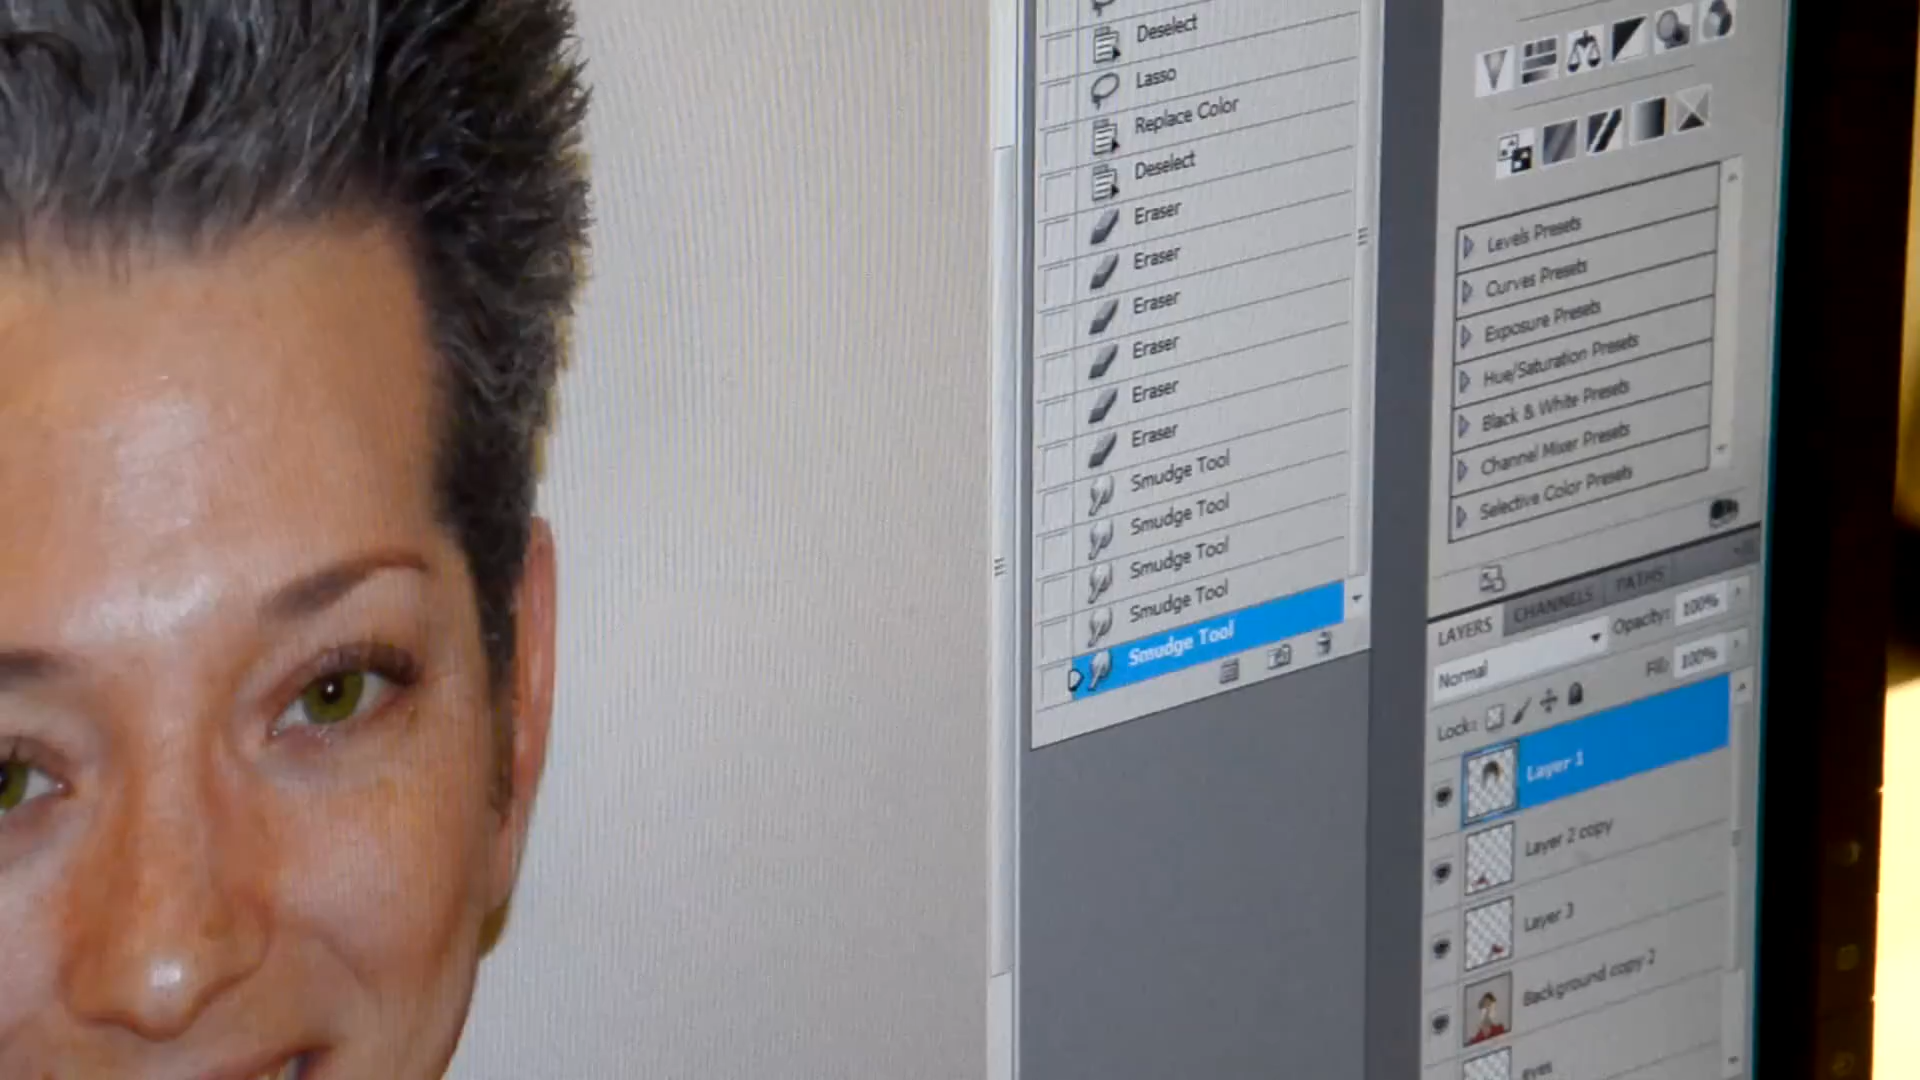 Deselect
Lasso
Replace Color
Deselect
Eraser
Eraser
Eraser
Eraser
Eraser
Eraser
Smudge Tool
Smudge Tool
Smudge Tool
Smudge Tool
Smudge Tool
Levels Presets
Curves Presets
Exposure Presets
Hue/Saturation Presets
Black & White Presets
Channel Mixer Presets
Selective Color Presets
LAYERS CHANNELS PATHS
Normal Opacity: 100%
Lock: Fill: 100%
Layer 1
Layer 2 copy
Layer 3
Background copy 2
eyes